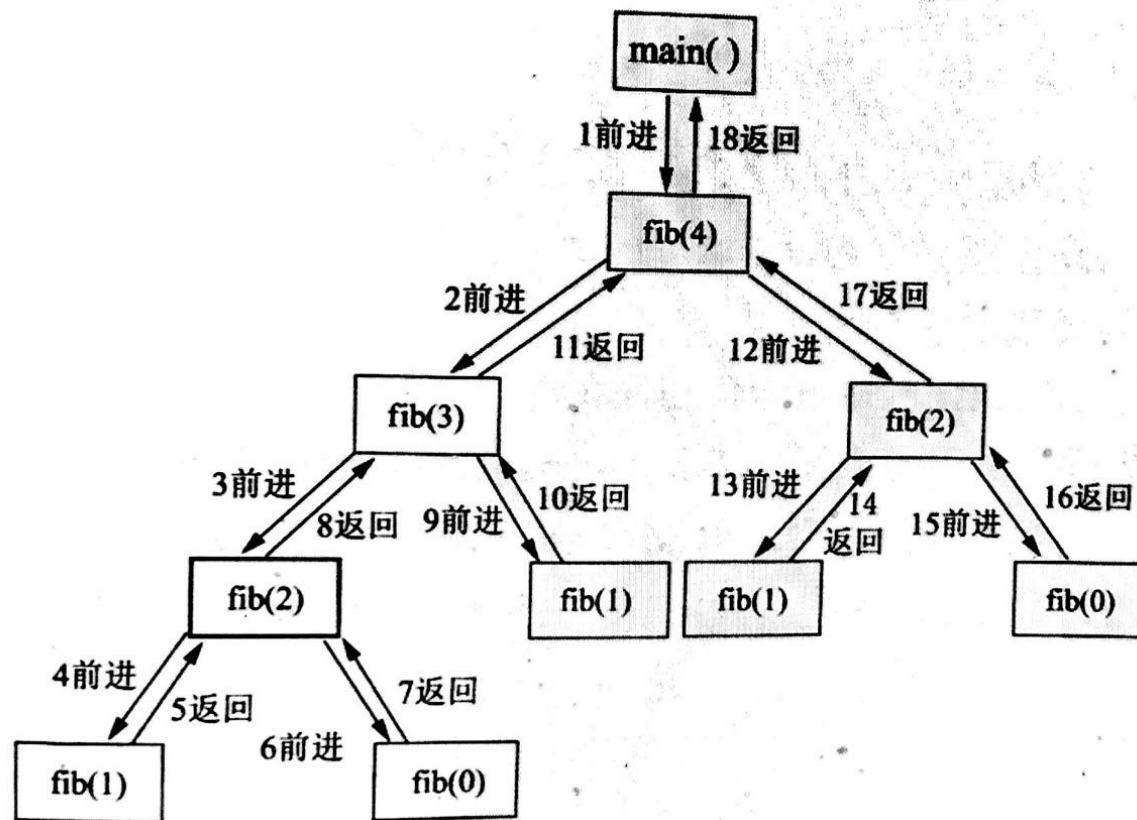 main( )
1前进
18返回
fib(4)
2前进
11返回
12前进
17返回
fib(3)
fib(2)
3前进
8返回
9前进
10返回
13前进
14
返回
15前进
16返回
fib(2)
fib(1)
fib(1)
fib(0)
4前进
5返回
6前进
7返回
fib(1)
fib(0)